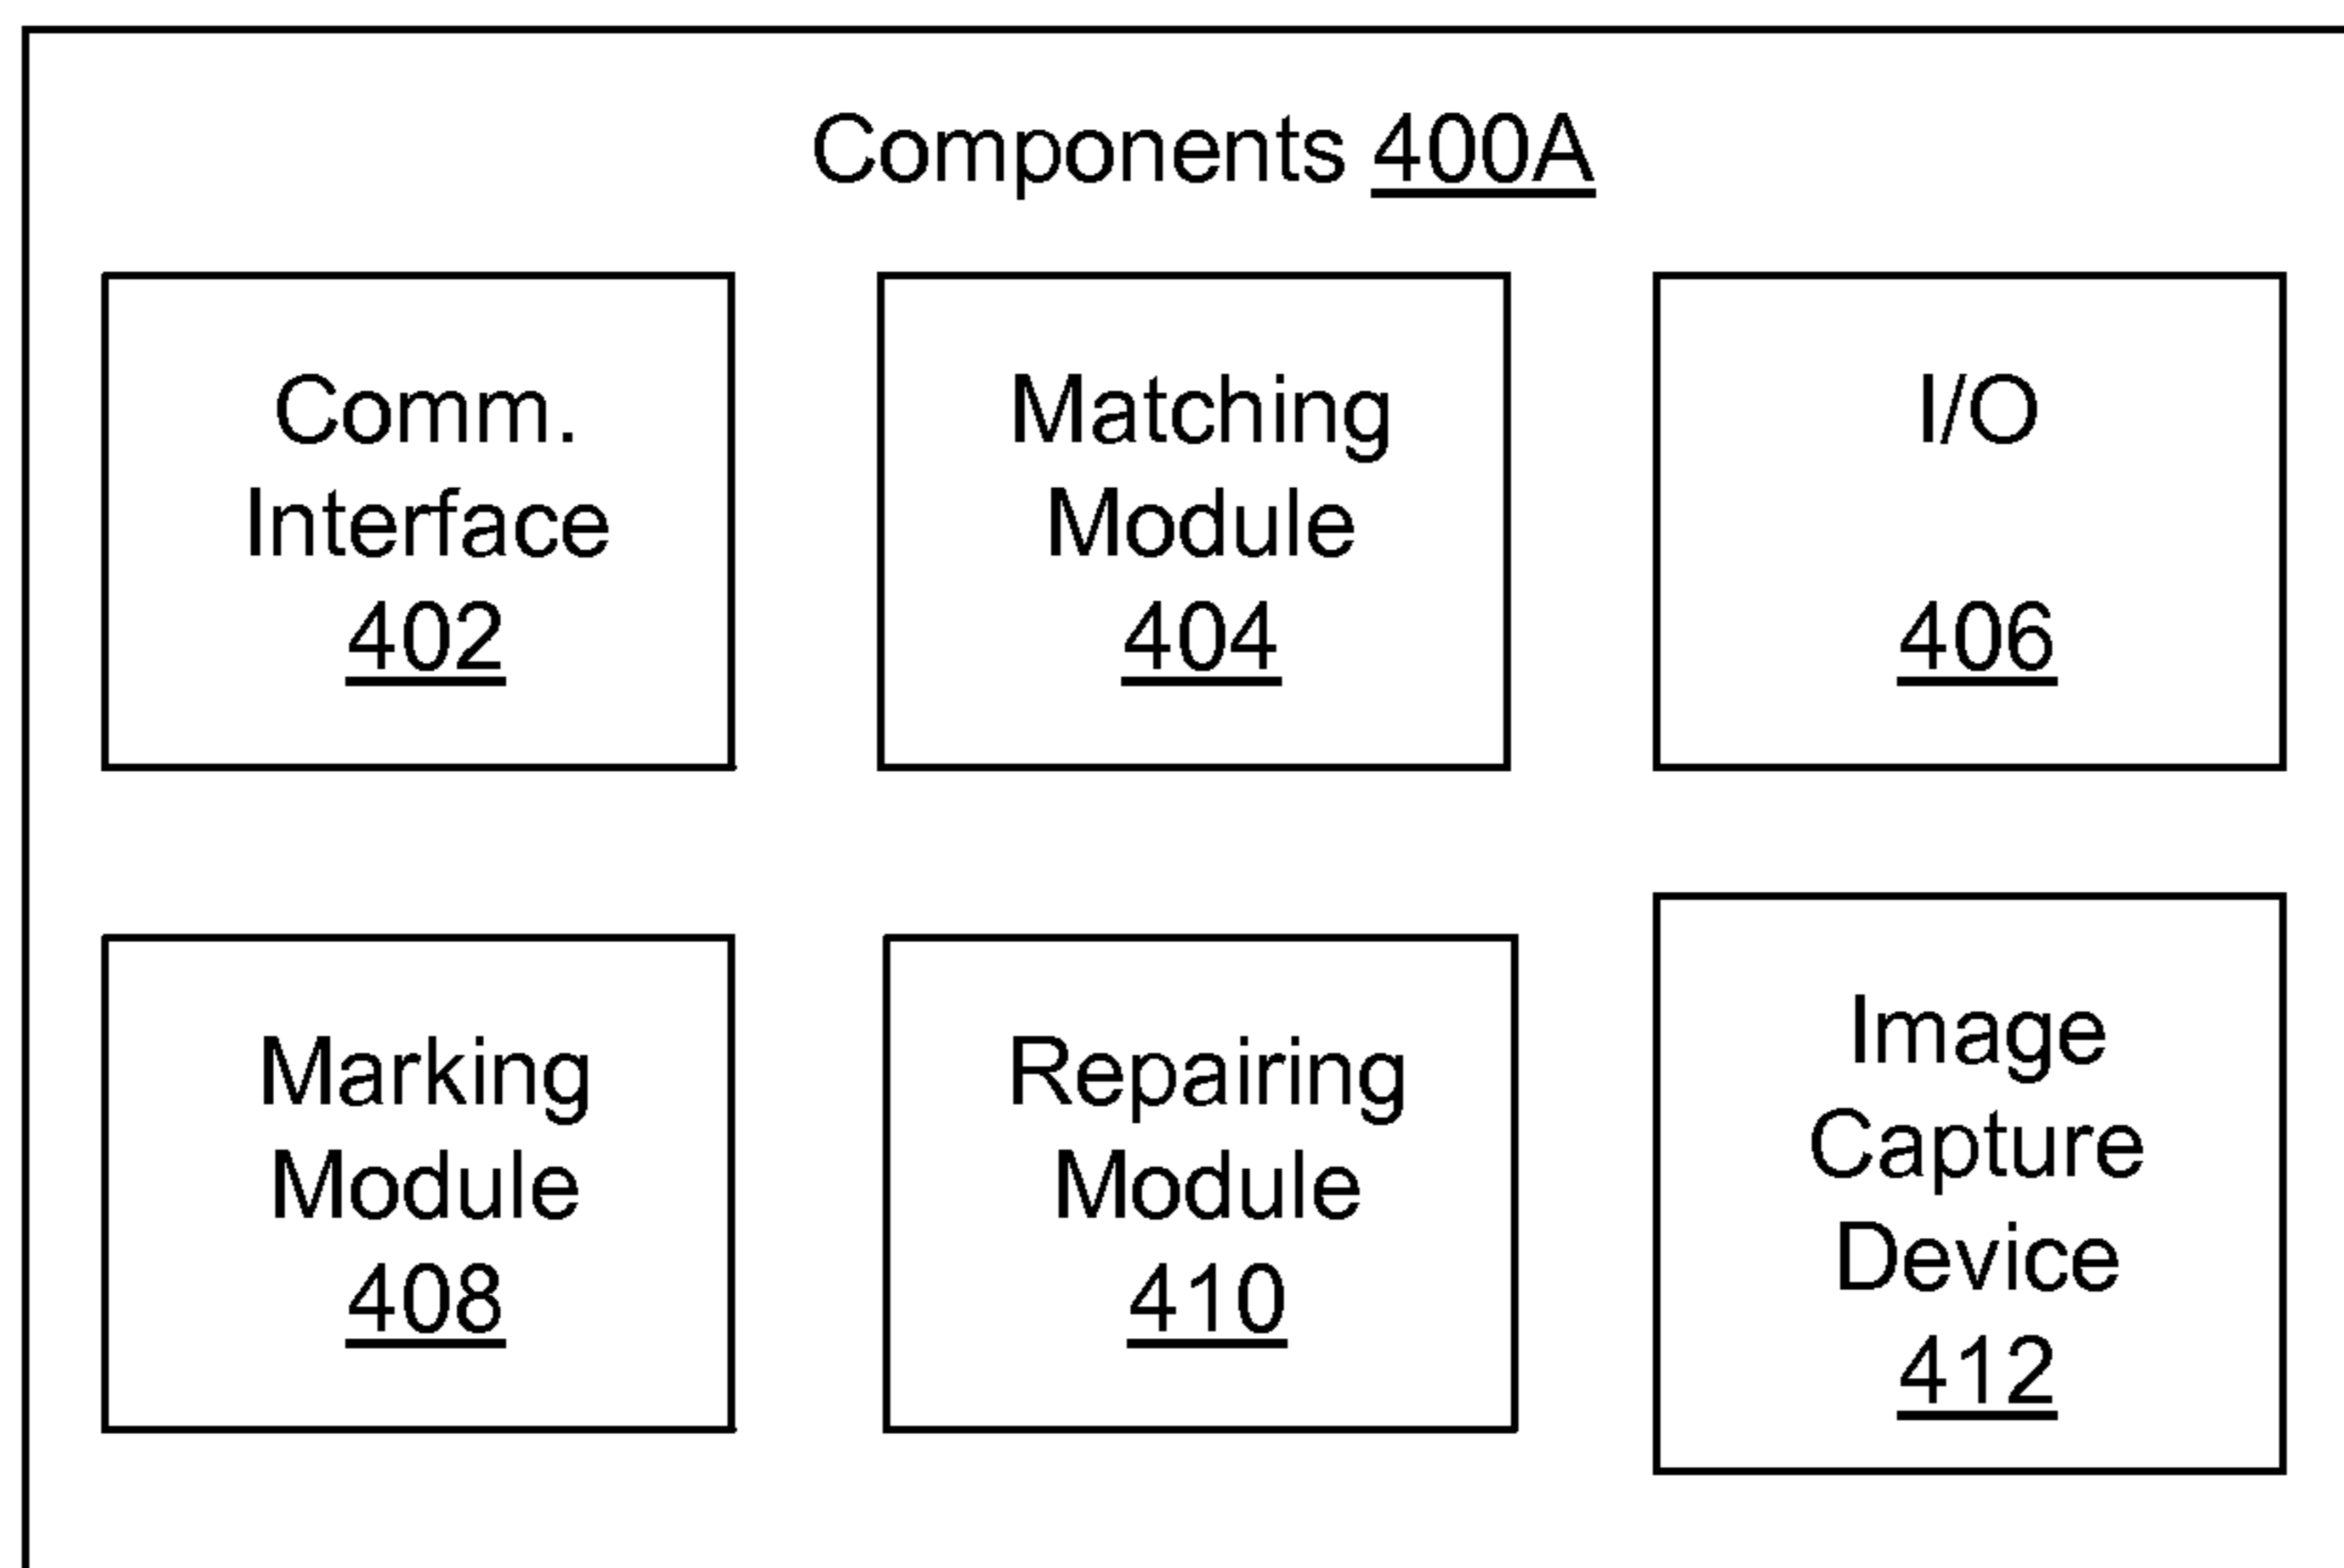 Components 400A
Comm.
Interface
402
Matching
Module
404
I/O
406
Marking
Module
408
Repairing
Module
410
Image
Capture
Device
412